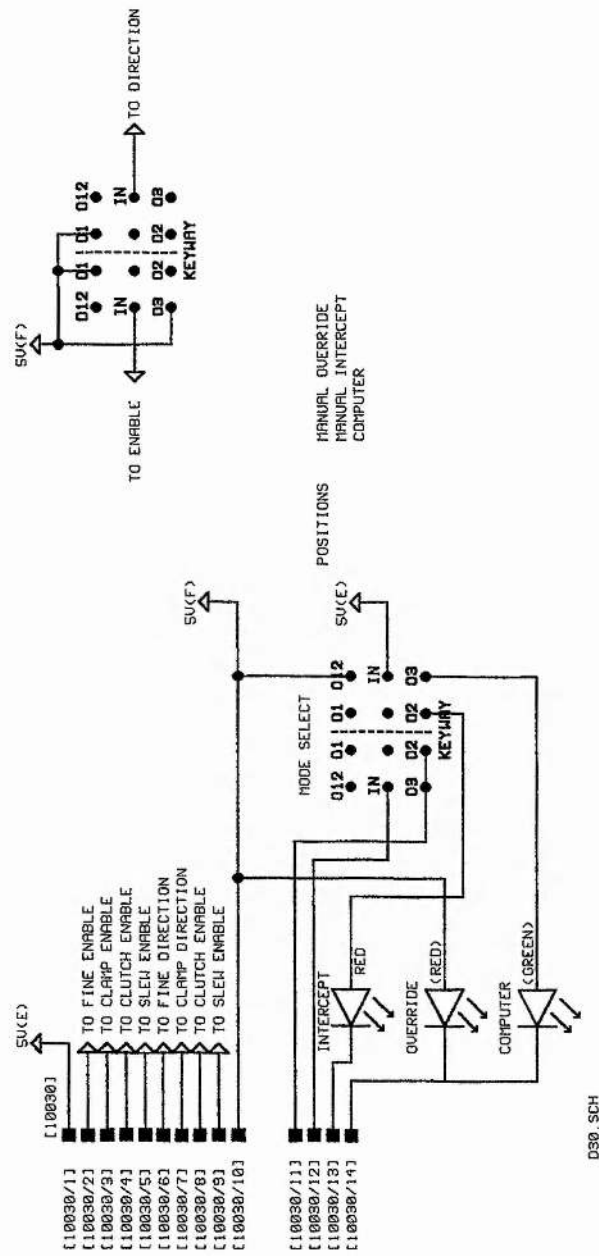 5V(E)
[10030]
[10030/1]
[10030/2] TO FINE ENABLE
[10030/3] TO CLAMP ENABLE
[10030/4] TO CLUTCH ENABLE
[10030/5] TO SLEW ENABLE
[10030/6] TO FINE DIRECTION
[10030/7] TO CLAMP DIRECTION
[10030/8] TO CLUTCH ENABLE
[10030/9] TO SLEW ENABLE
[10030/10]
5V(F)
[10030/11]
[10030/12]
[10030/13]
[10030/14]
INTERCEPT
RED
OVERRIDE
(RED)
COMPUTER
(GREEN)
MODE SELECT
O12 O1 O1 O12
IN IN
O3 O2 O2 O3
KEYWAY
5V(E)
POSITIONS
MANUAL OVERRIDE
MANUAL INTERCEPT
COMPUTER
5V(F)
O12 O1 O1 O12
IN IN
O3 O2 O2 O3
KEYWAY
TO ENABLE
TO DIRECTION
D30.SCH